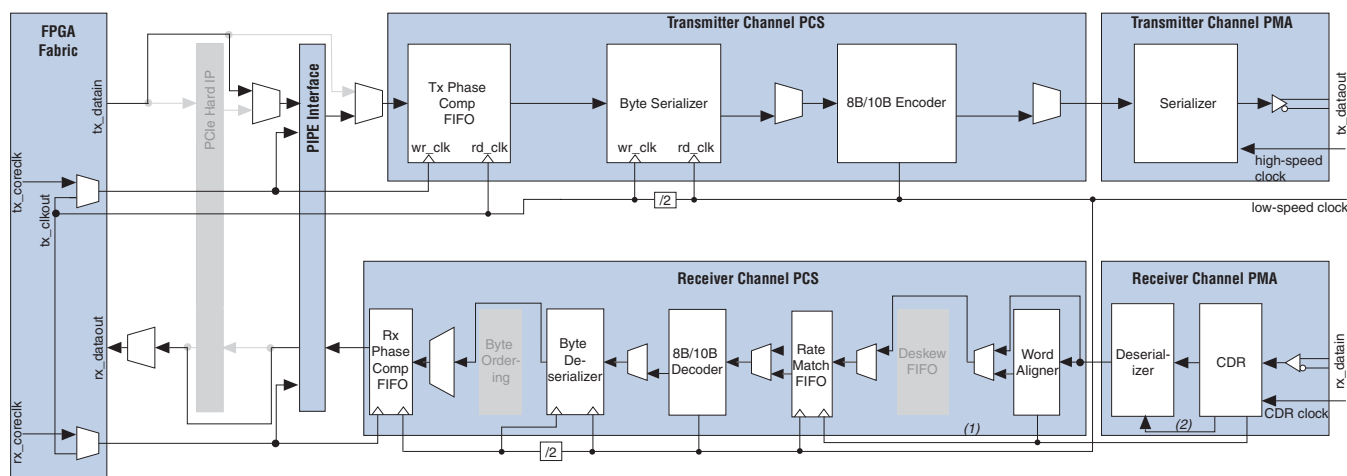 FPGA
Fabric
tx_datain
tx_coreclk
tx_clkout
rx_dataout
rx_coreclk
PCIe Hard IP
PIPE Interface
Transmitter Channel PCS
Tx Phase
Comp
FIFO
wr_clk
rd_clk
Byte Serializer
wr_clk
rd_clk
8B/10B Encoder
/2
Transmitter Channel PMA
Serializer
tx_dataout
high-speed
clock
low-speed clock
Receiver Channel PCS
Rx
Phase
Comp
FIFO
Byte
Order-
ing
Byte
De-
serializer
8B/10B
Decoder
Rate
Match
FIFO
Deskew
FIFO
Word
Aligner
(1)
/2
Receiver Channel PMA
Deserial-
izer
CDR
(2)
rx_datain
CDR clock